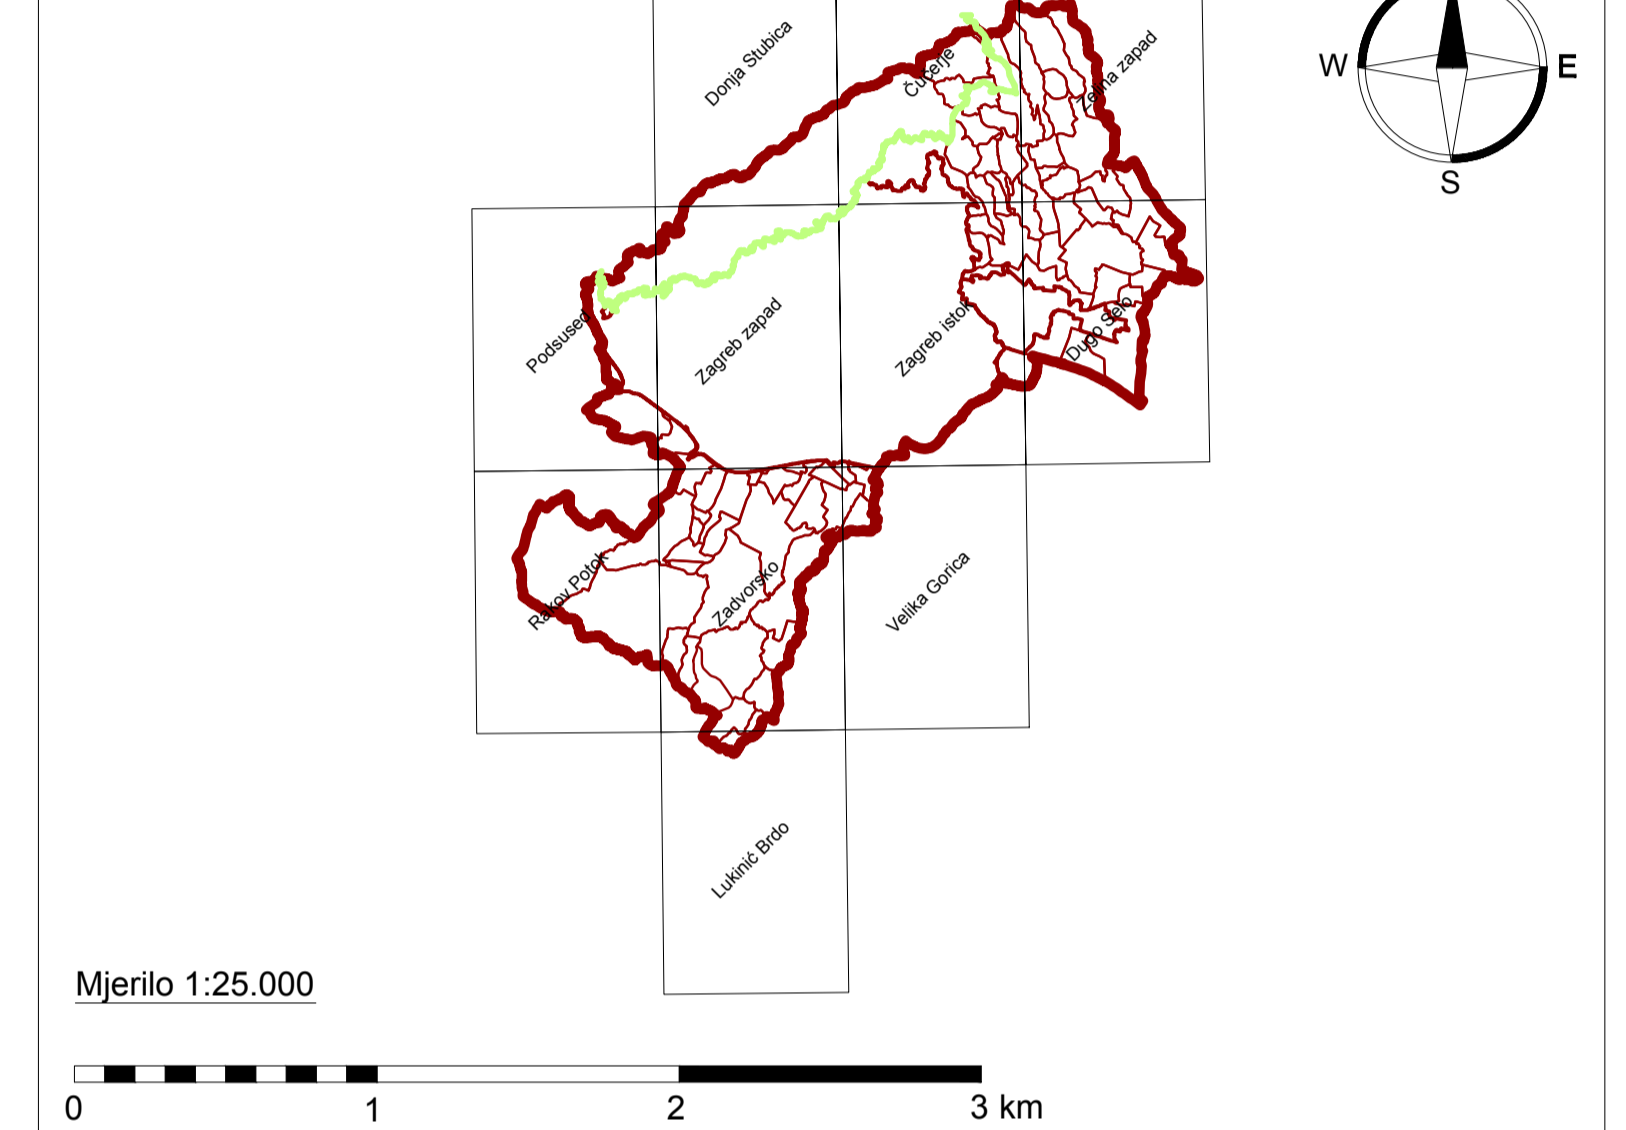 Donja Stubica
Čučerje
Zelina zapad
W
E
S
Podsused
Zagreb zapad
Zagreb istok
Dugo Selo
Rakov Potok
Zadvorsko
Velika Gorica
Lukinić Brdo
Mjerilo 1:25.000
0 1 2 3 km